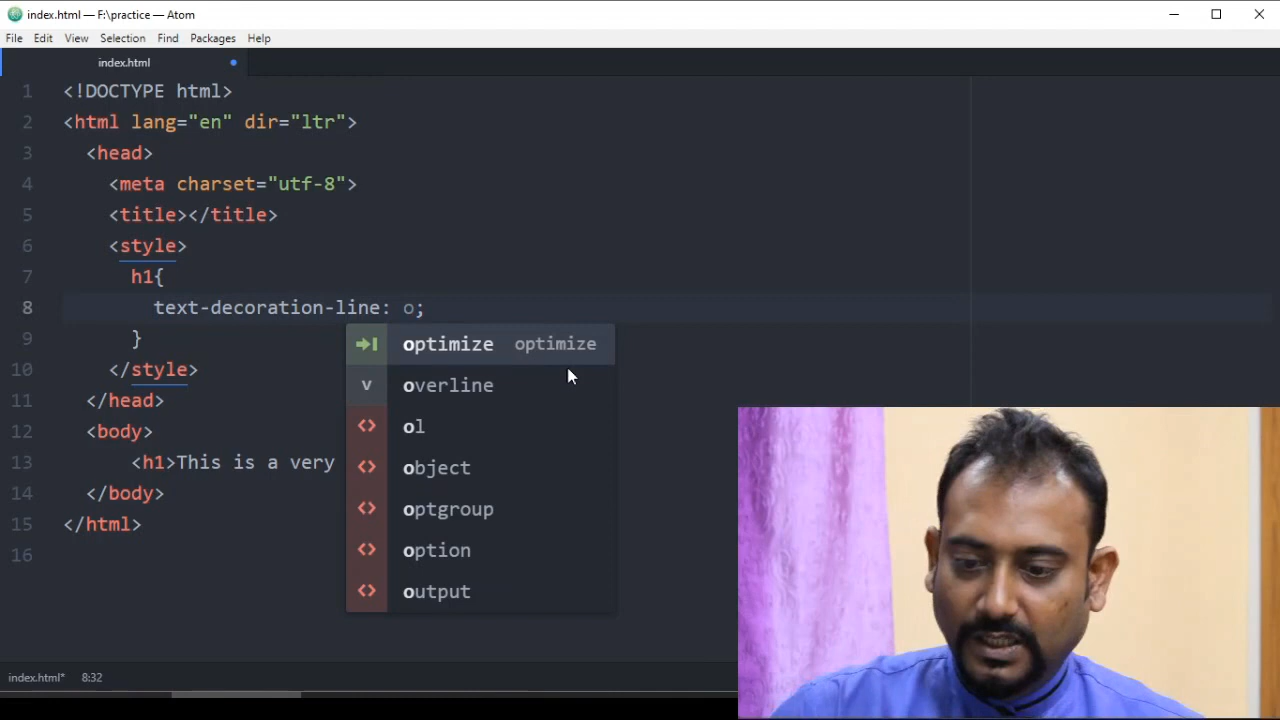 index.html — F:\practice — Atom
File Edit View Selection Find Packages Help
index.html
1 <!DOCTYPE html>
2 <html lang="en" dir="ltr">
3 <head>
4 <meta charset="utf-8">
5 <title></title>
6 <style>
7 h1{
8 text-decoration-line: o;
9 }
10 </style>
11 </head>
12 <body>
13 <h1>This is a very
14 </body>
15 </html>
16
optimize optimize
v overline
ol
object
optgroup
option
output
index.html* 8:32